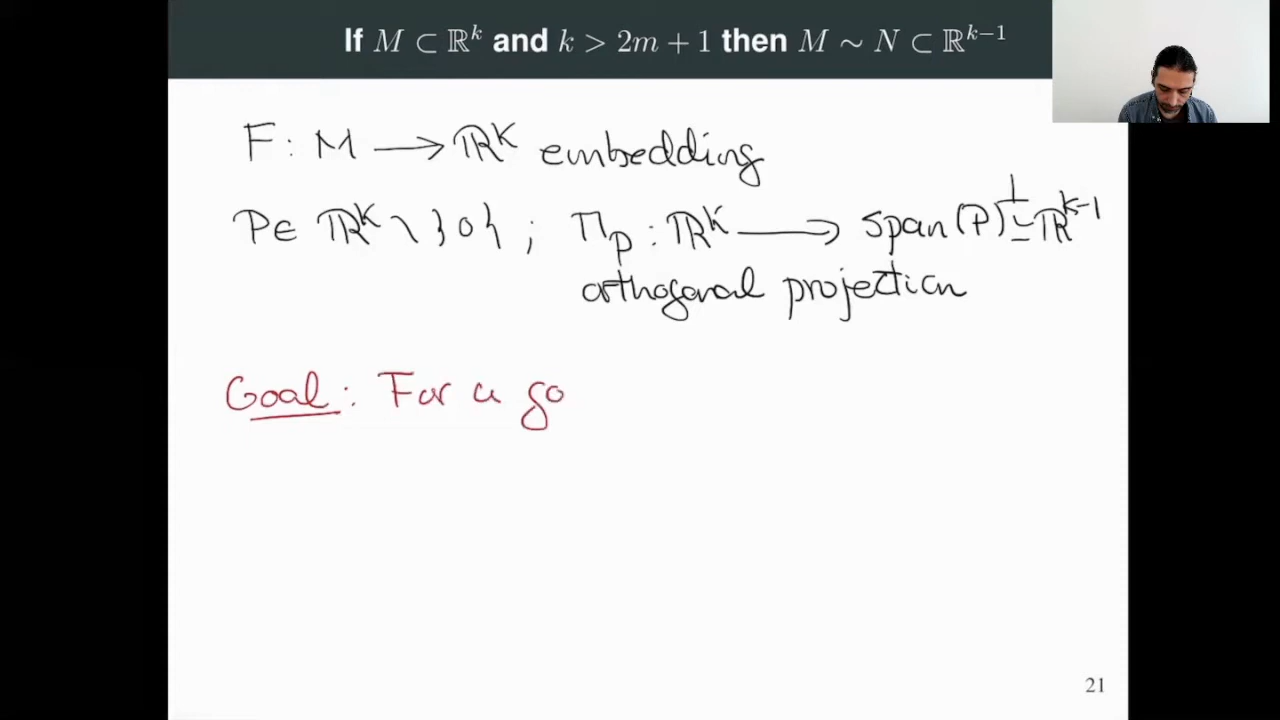 If M ⊂ ℝ^k and k > 2m + 1 then M ∼ N ⊂ ℝ^{k−1}
F : M → ℝ^k embedding
P ∈ ℝ^k \ {0} ; Π_P : ℝ^k → span(P)^⊥ ≃ ℝ^{k-1}
orthogonal projection
Goal : For a go
21